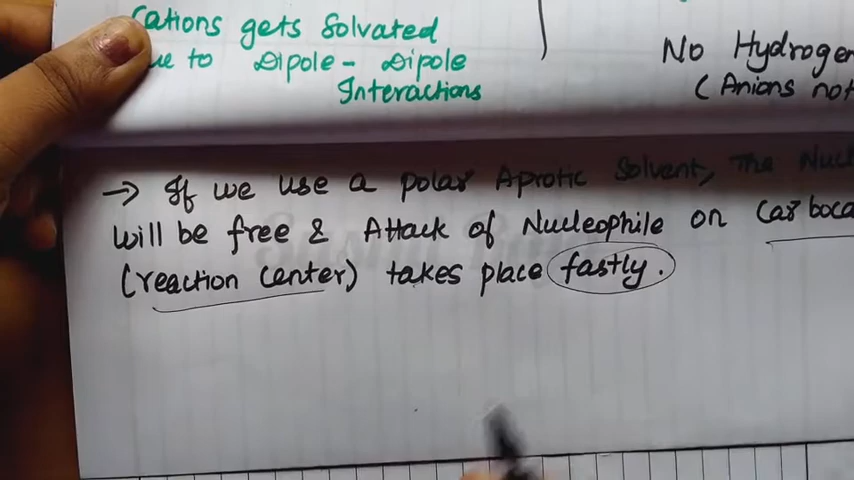 Cations gets Solvated
to Dipole - Dipole
Interactions
No Hydrogen
(Anions not
→ If we use a polar Aprotic Solvent, The
will be free & Attack of Nucleophile on
(reaction center) takes place fastly.